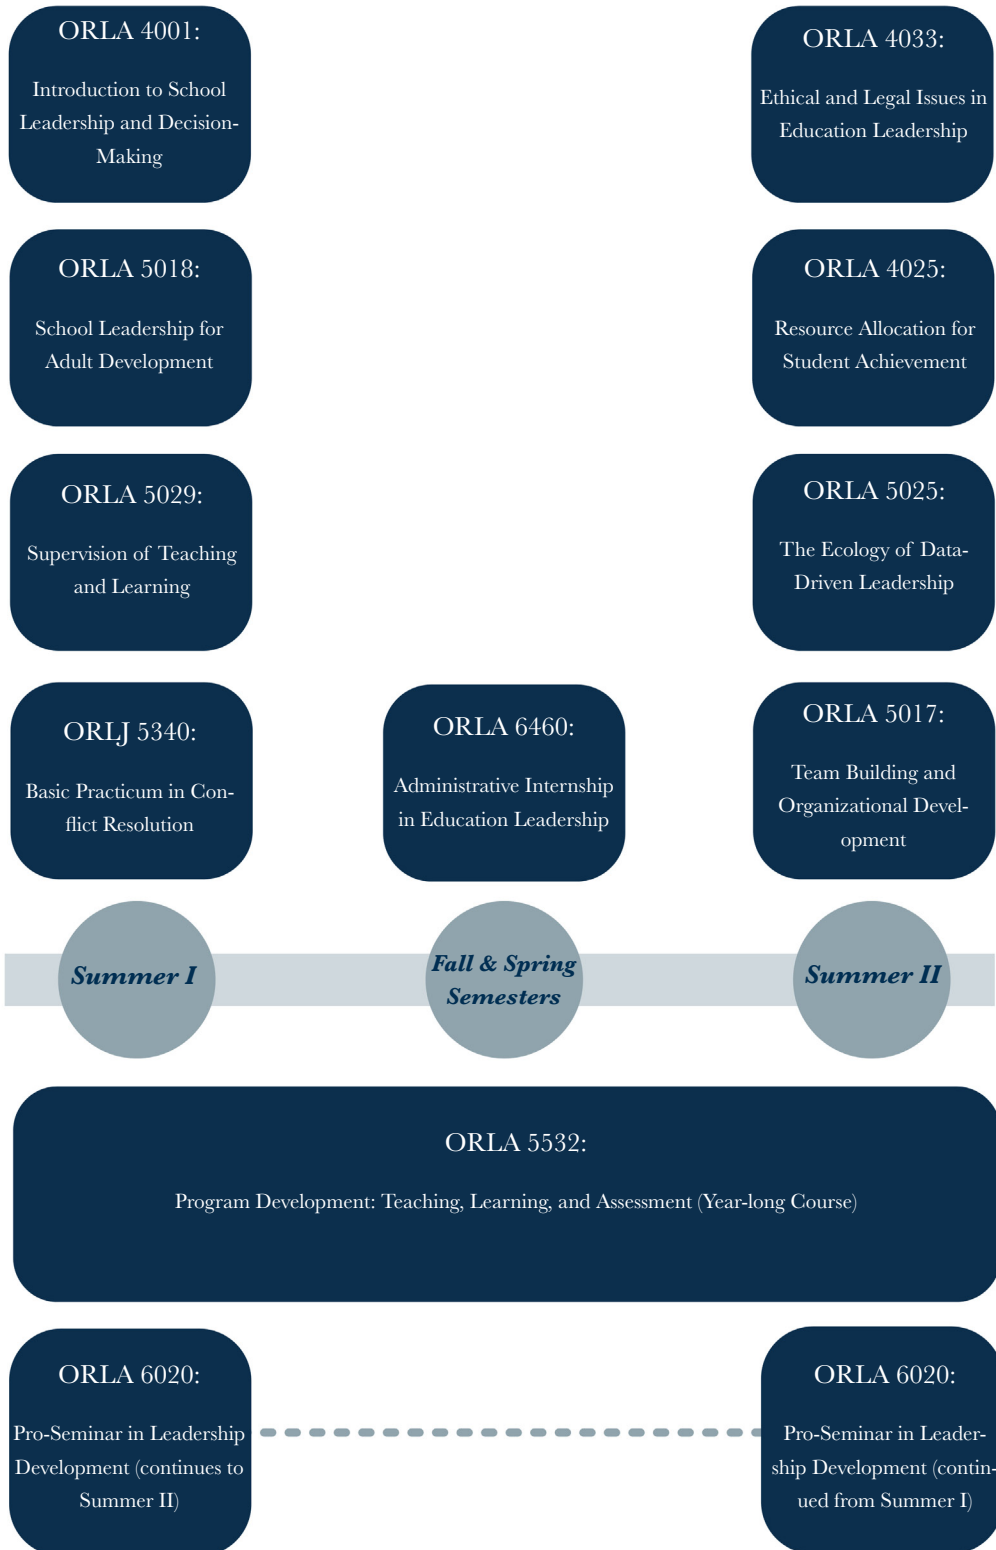 ORLA 4001:
Introduction to School
Leadership and Decision-
Making
ORLA 4033:
Ethical and Legal Issues in
Education Leadership
ORLA 5018:
School Leadership for
Adult Development
ORLA 4025:
Resource Allocation for
Student Achievement
ORLA 5029:
Supervision of Teaching
and Learning
ORLA 5025:
The Ecology of Data-
Driven Leadership
ORLJ 5340:
Basic Practicum in Con-
flict Resolution
ORLA 6460:
Administrative Internship
in Education Leadership
ORLA 5017:
Team Building and
Organizational Devel-
opment
Summer I
Fall & Spring
Semesters
Summer II
ORLA 5532:
Program Development: Teaching, Learning, and Assessment (Year-long Course)
ORLA 6020:
Pro-Seminar in Leadership
Development (continues to
Summer II)
ORLA 6020:
Pro-Seminar in Leader-
ship Development (contin-
ued from Summer I)